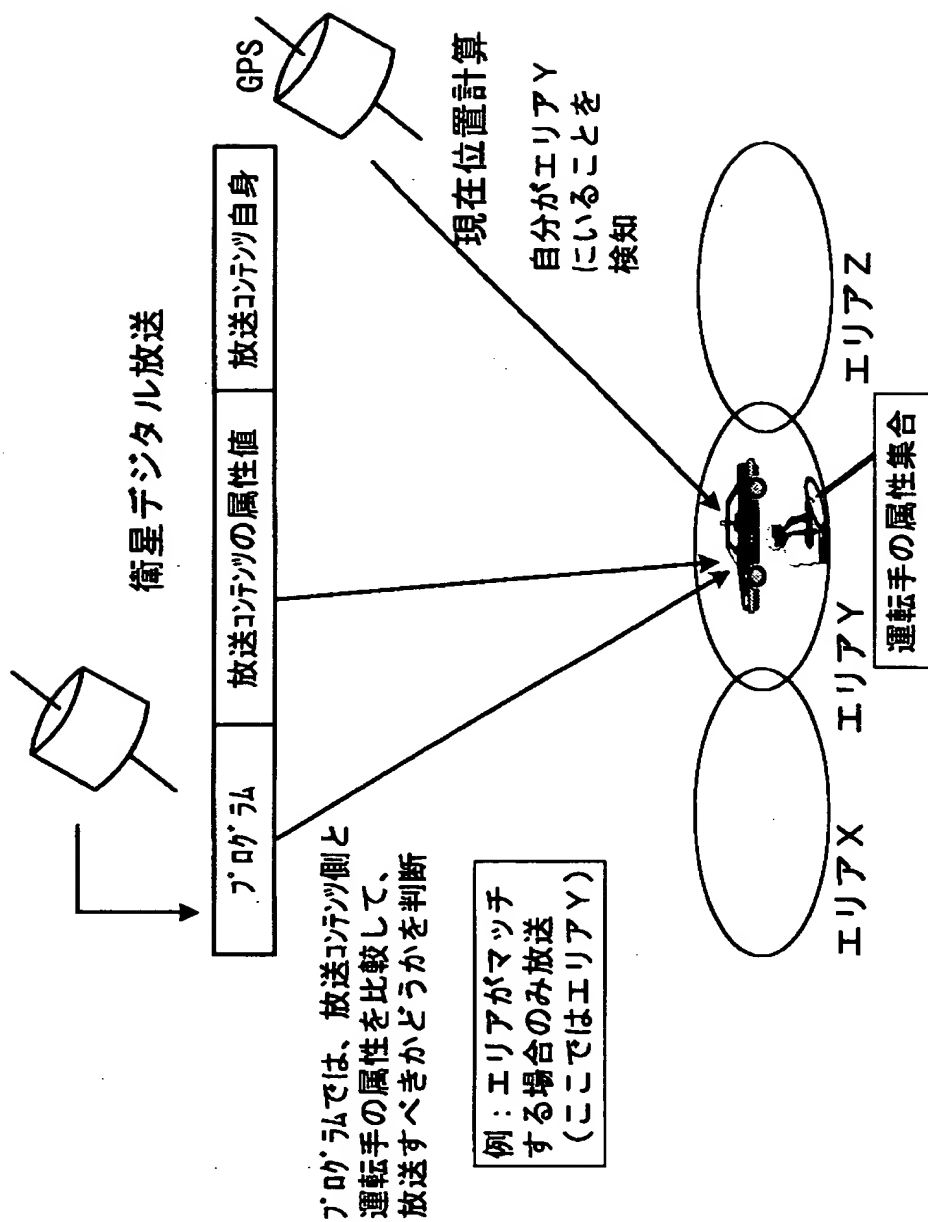 衛星デジタル放送
GPS
プログラム
放送コンテンツの属性値
放送コンテンツ自身
プログラムでは、放送コンテンツ側と
運転手の属性を比較して、
放送すべきかどうかを判断
現在位置計算
自分がエリアY
にいることを
検知
例：エリアがマッチ
する場合のみ放送
(ここではエリアY)
エリアX
エリアY
エリアZ
運転手の属性集合